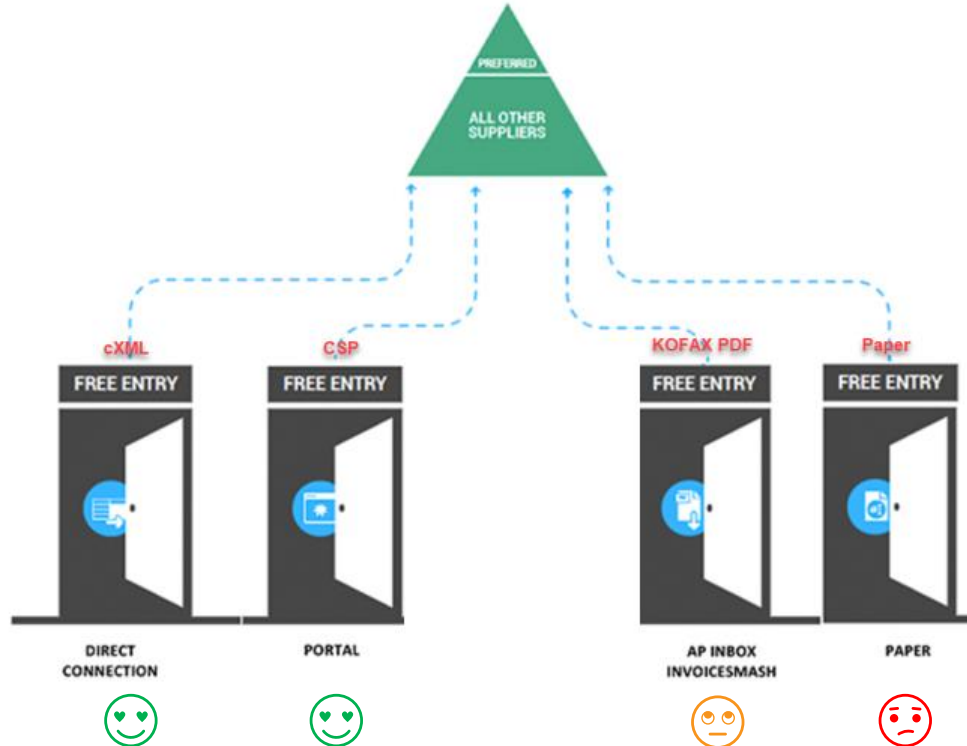 PREFERRED
ALL OTHER
SUPPLIERS
cXML
CSP
KOFAX PDF
Paper
FREE ENTRY
FREE ENTRY
FREE ENTRY
FREE ENTRY
DIRECT
CONNECTION
PORTAL
AP INBOX
INVOICESMASH
PAPER